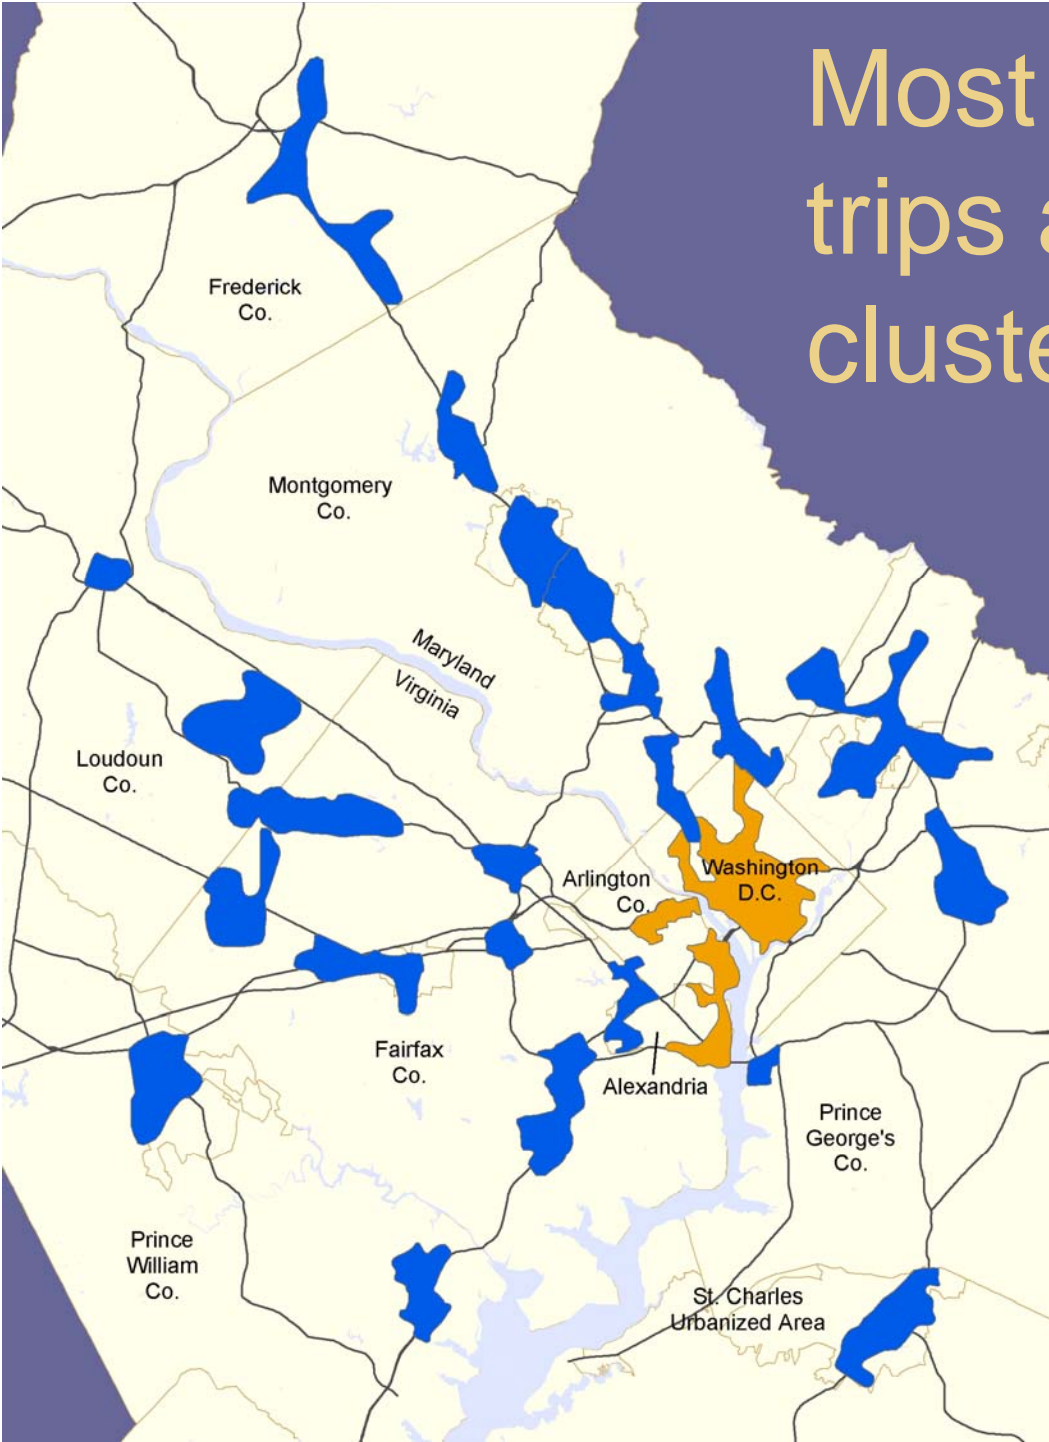 Most
trips a
cluste
Frederick
Co.
Montgomery
Co.
Maryland
Virginia
Loudoun
Co.
Arlington
Co.
Washington
D.C.
Fairfax
Co.
Alexandria
Prince
George's
Co.
Prince
William
Co.
St. Charles
Urbanized Area